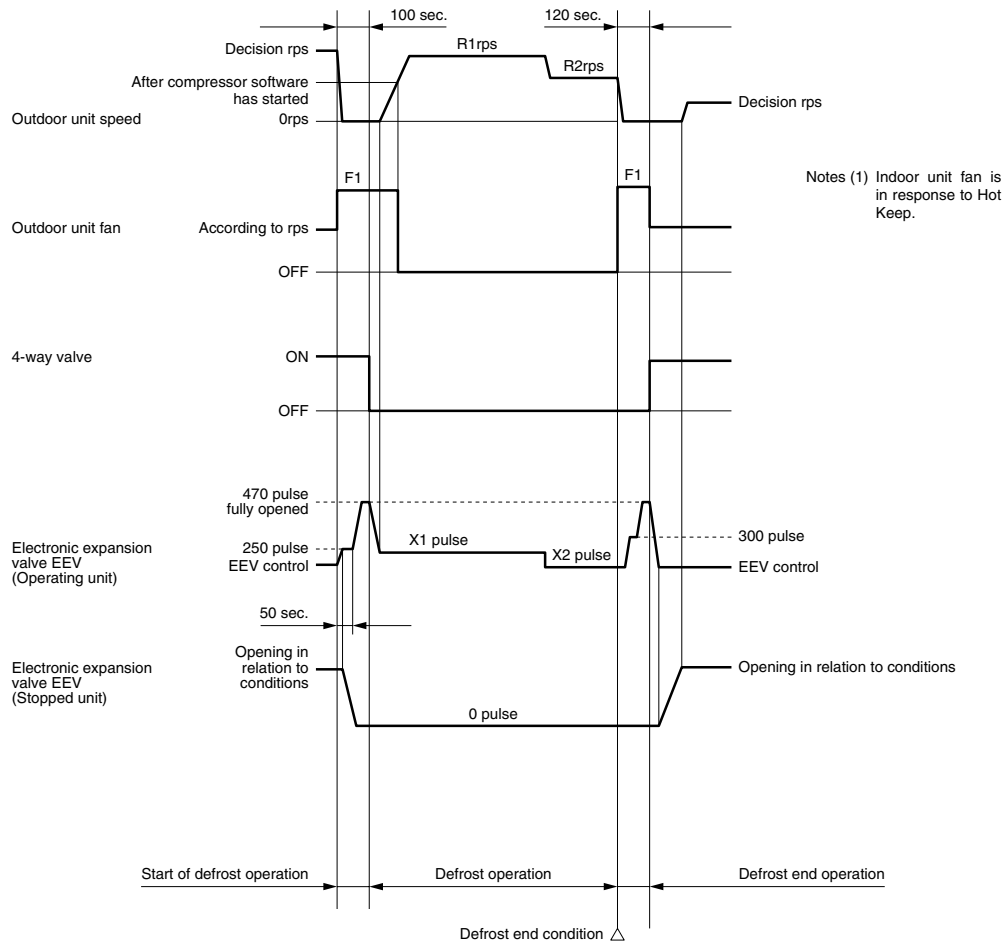 100 sec.
120 sec.
Decision rps
R1rps
R2rps
After compressor software
has started
Decision rps
Outdoor unit speed
0rps
F1
F1
Notes (1) Indoor unit fan is
in response to Hot
Keep.
Outdoor unit fan
According to rps
OFF
4-way valve
ON
OFF
470 pulse
fully opened
300 pulse
X1 pulse
X2 pulse
Electronic expansion
valve EEV
(Operating unit)
250 pulse
EEV control
EEV control
50 sec.
Electronic expansion
valve EEV
(Stopped unit)
Opening in
relation to
conditions
Opening in relation to conditions
0 pulse
Start of defrost operation
Defrost operation
Defrost end operation
Defrost end condition △